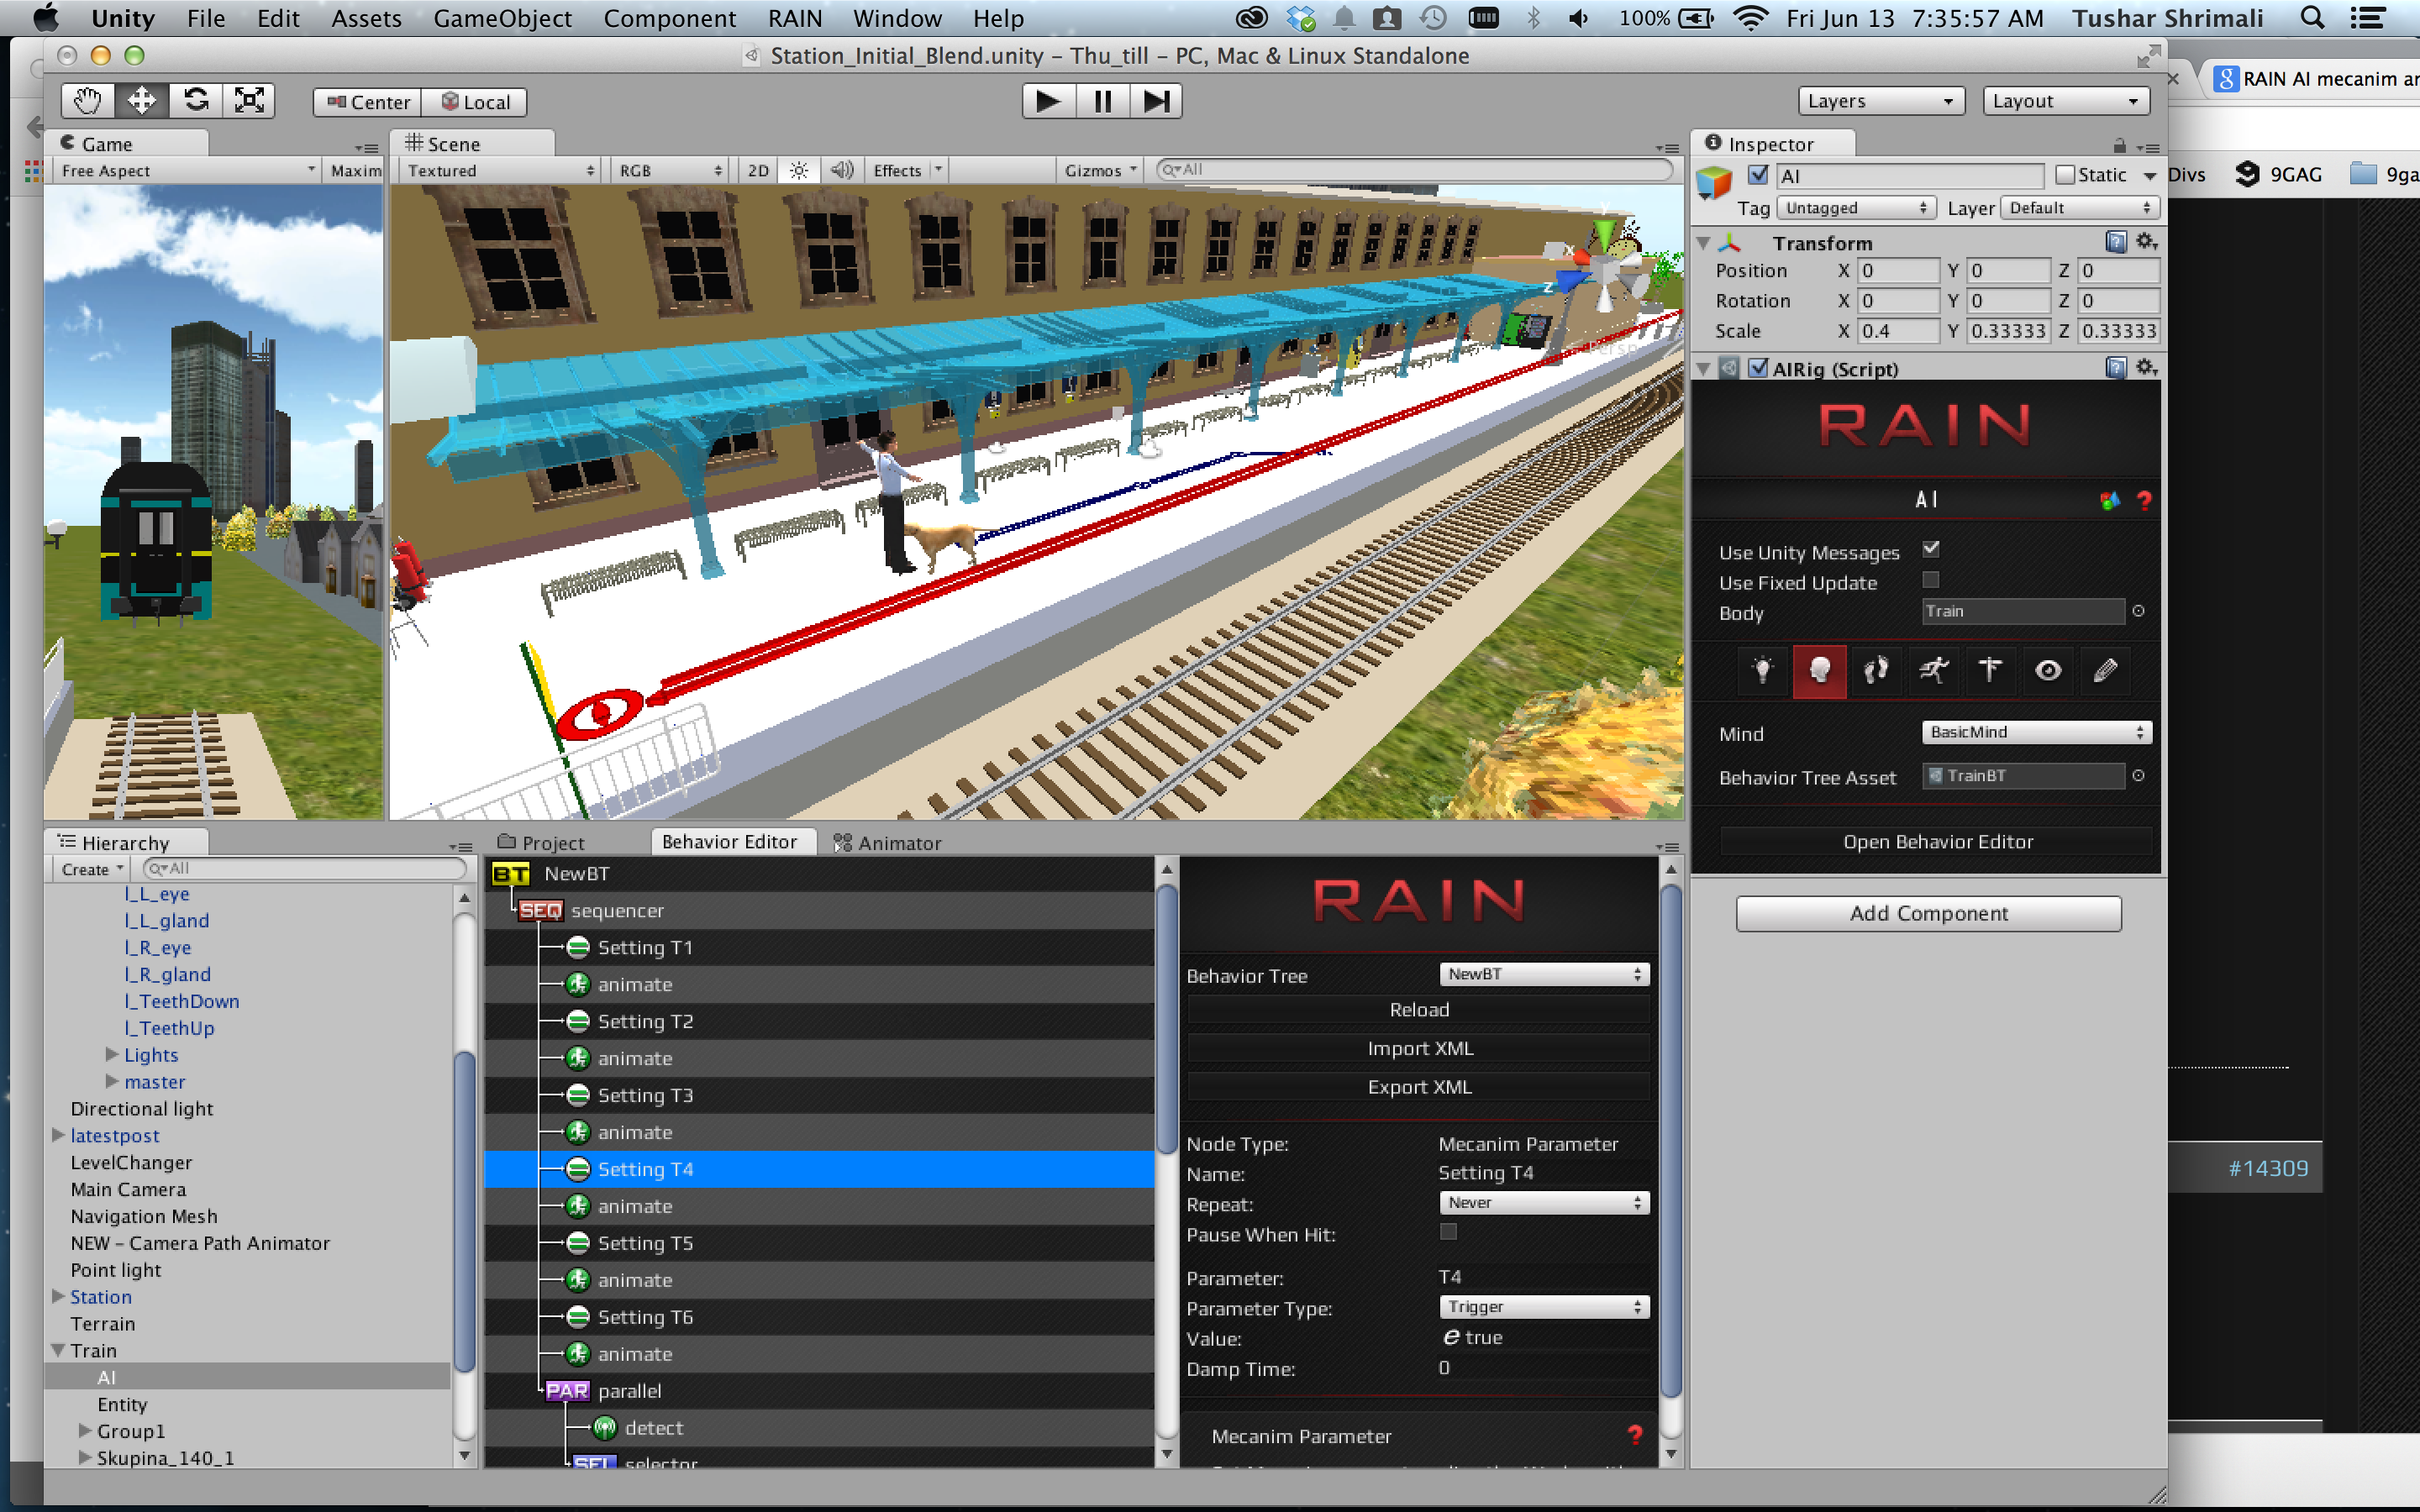 Unity File Edit Assets GameObject Component RAIN Window Help 100% Fri Jun 13 7:35:57 AM Tushar Shrimali
Station_Initial_Blend.unity – Thu_till – PC, Mac & Linux Standalone
RAIN AI mecanim
Center Local Layers Layout
Game
Free Aspect Maxim
Scene
Textured RGB 2D Effects Gizmos All
y
x
z
Persp
Inspector
AI Static
Tag Untagged Layer Default
Transform
Position X 0 Y 0 Z 0
Rotation X 0 Y 0 Z 0
Scale X 0.4 Y 0.33333 Z 0.33333
AIRig (Script)
RAIN
AI
Use Unity Messages
Use Fixed Update
Body Train
Mind BasicMind
Behavior Tree Asset TrainBT
Open Behavior Editor
Add Component
Divs 9GAG 9ga
#14309
Hierarchy
Create All
l_L_eye
l_L_gland
l_R_eye
l_R_gland
l_TeethDown
l_TeethUp
Lights
master
Directional light
latestpost
LevelChanger
Main Camera
Navigation Mesh
NEW – Camera Path Animator
Point light
Station
Terrain
Train
AI
Entity
Group1
Skupina_140_1
Project Behavior Editor Animator
BT NewBT
SEQ sequencer
Setting T1
animate
Setting T2
animate
Setting T3
animate
Setting T4
animate
Setting T5
animate
Setting T6
animate
PAR parallel
detect
SEL selector
RAIN
Behavior Tree NewBT
Reload
Import XML
Export XML
Node Type: Mecanim Parameter
Name: Setting T4
Repeat: Never
Pause When Hit:
Parameter: T4
Parameter Type: Trigger
Value: e true
Damp Time: 0
Mecanim Parameter ?